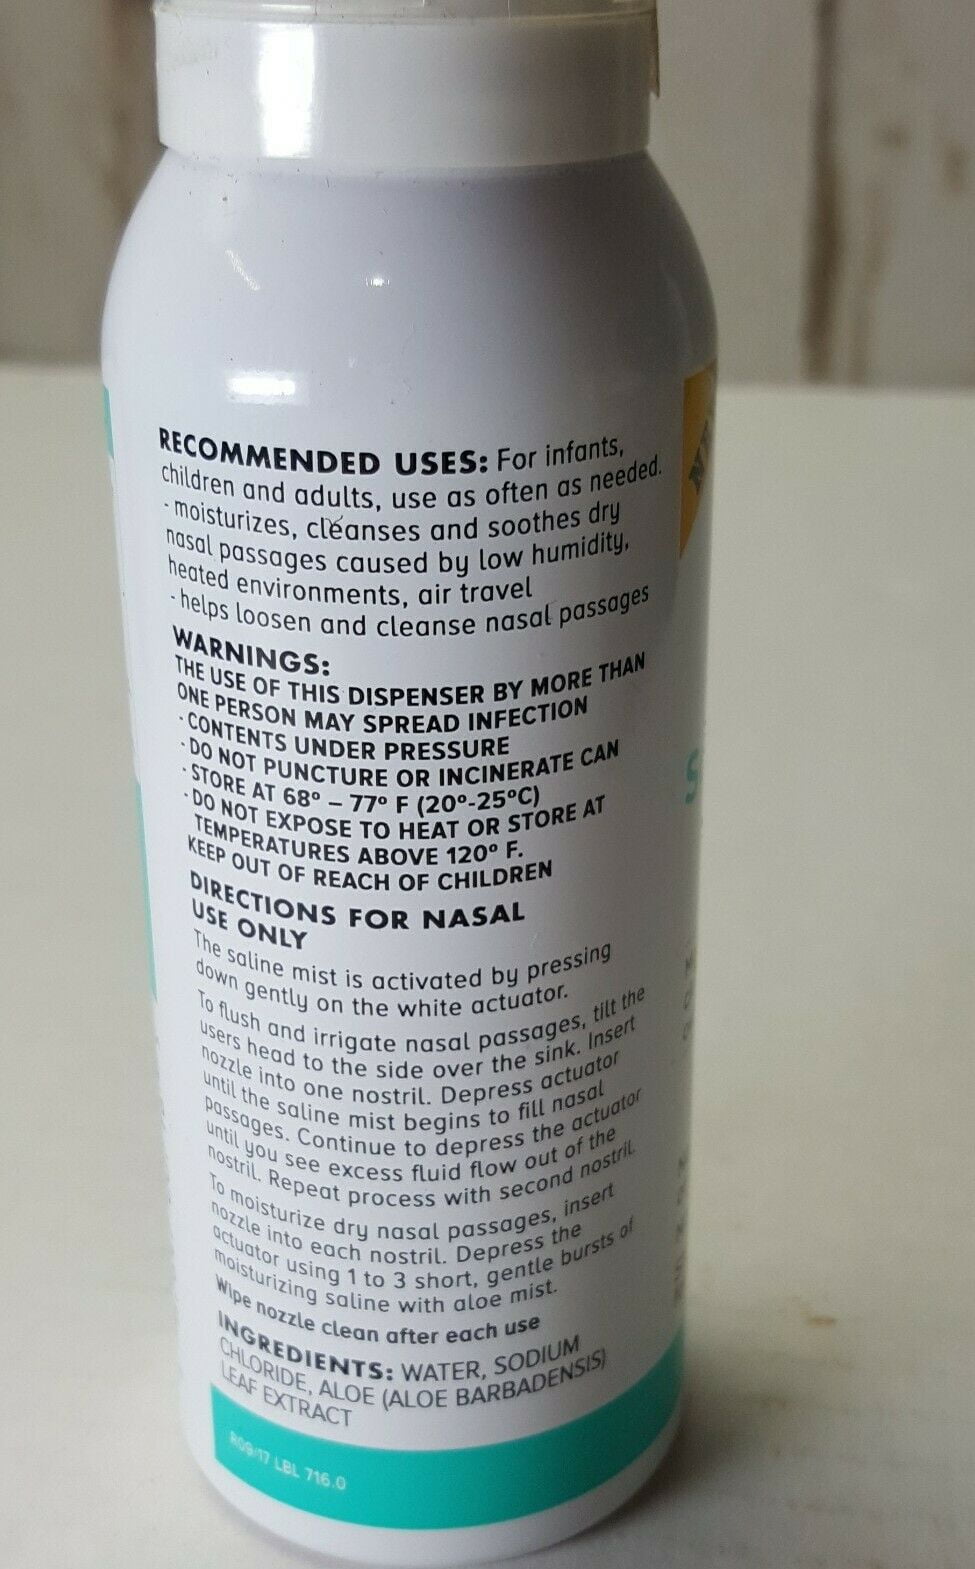 RECOMMENDED USES: For infants,
children and adults, use as often as needed.
- moisturizes, cleanses and soothes dry
nasal passages caused by low humidity,
heated environments, air travel
- helps loosen and cleanse nasal passages
WARNINGS:
THE USE OF THIS DISPENSER BY MORE THAN
ONE PERSON MAY SPREAD INFECTION
· CONTENTS UNDER PRESSURE
· DO NOT PUNCTURE OR INCINERATE CAN
· STORE AT 68° – 77° F (20°-25°C)
· DO NOT EXPOSE TO HEAT OR STORE AT
TEMPERATURES ABOVE 120° F.
KEEP OUT OF REACH OF CHILDREN
DIRECTIONS FOR NASAL
USE ONLY
The saline mist is activated by pressing
down gently on the white actuator.
To flush and irrigate nasal passages, tilt the
users head to the side over the sink. Insert
nozzle into one nostril. Depress actuator
until the saline mist begins to fill nasal
passages. Continue to depress the actuator
until you see excess fluid flow out of the
nostril. Repeat process with second nostril.
To moisturize dry nasal passages, insert
nozzle into each nostril. Depress the
actuator using 1 to 3 short, gentle bursts of
moisturizing saline with aloe mist.
Wipe nozzle clean after each use
INGREDIENTS: WATER, SODIUM
CHLORIDE, ALOE (ALOE BARBADENSIS)
LEAF EXTRACT
R09/17 LBL 716.0